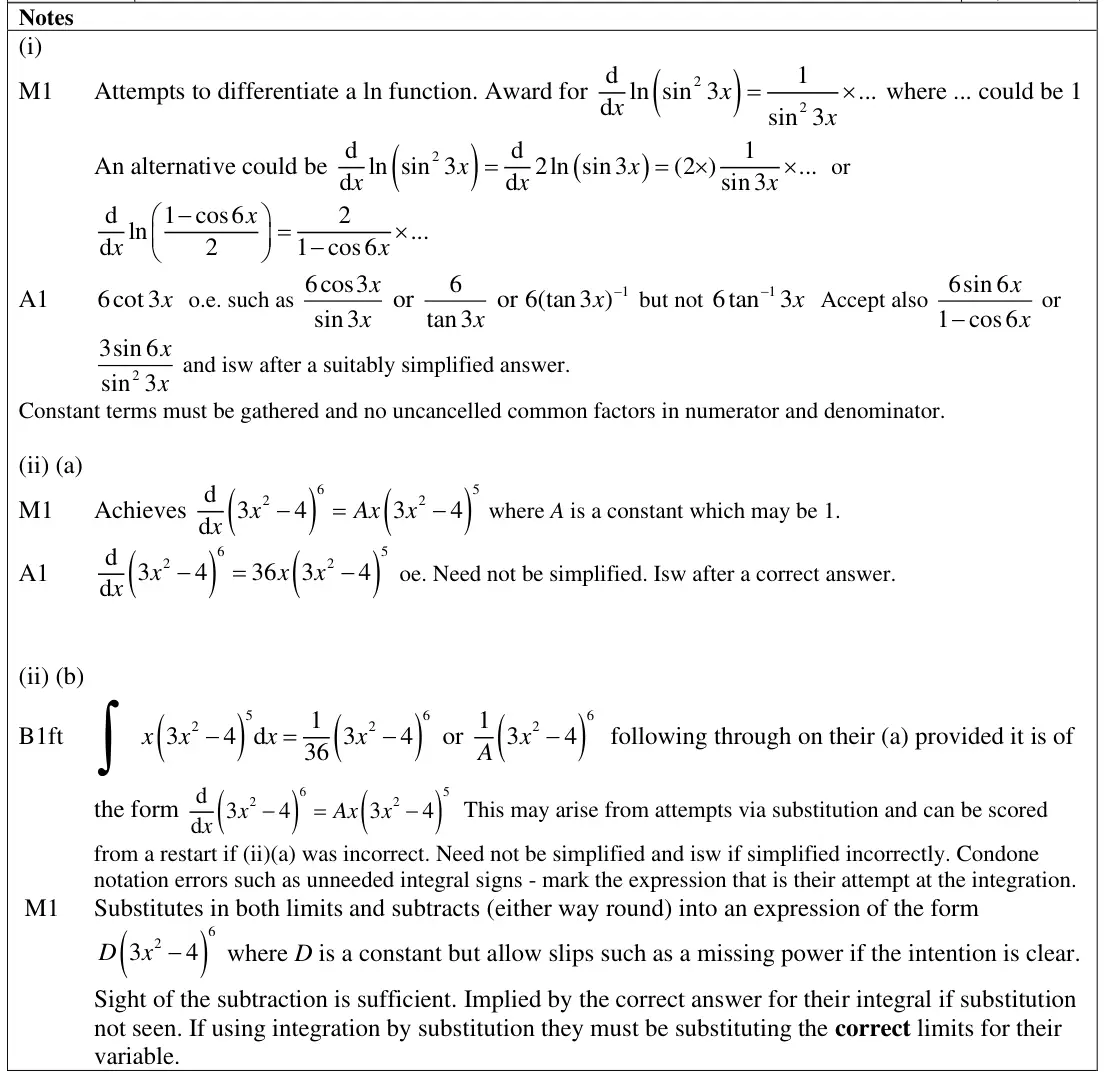 Notes
(i)
M1 Attempts to differentiate a ln function. Award for d/dx ln(sin² 3x) = 1/(sin² 3x) ×... where ... could be 1
An alternative could be d/dx ln(sin² 3x) = d/dx 2ln(sin 3x) = (2×) 1/(sin 3x) ×... or
d/dx ln((1−cos 6x)/2) = 2/(1−cos 6x) ×...
A1 6cot 3x o.e. such as (6cos 3x)/(sin 3x) or 6/(tan 3x) or 6(tan 3x)⁻¹ but not 6 tan⁻¹ 3x Accept also (6sin 6x)/(1−cos 6x) or
(3sin 6x)/(sin² 3x) and isw after a suitably simplified answer.
Constant terms must be gathered and no uncancelled common factors in numerator and denominator.
(ii) (a)
M1 Achieves d/dx (3x² − 4)⁶ = Ax(3x² − 4)⁵ where A is a constant which may be 1.
A1 d/dx (3x² − 4)⁶ = 36x(3x² − 4)⁵ oe. Need not be simplified. Isw after a correct answer.
(ii) (b)
B1ft ∫ x(3x² − 4)⁵ dx = 1/36 (3x² − 4)⁶ or 1/A (3x² − 4)⁶ following through on their (a) provided it is of
the form d/dx (3x² − 4)⁶ = Ax(3x² − 4)⁵ This may arise from attempts via substitution and can be scored
from a restart if (ii)(a) was incorrect. Need not be simplified and isw if simplified incorrectly. Condone
notation errors such as unneeded integral signs - mark the expression that is their attempt at the integration.
M1 Substitutes in both limits and subtracts (either way round) into an expression of the form
D(3x² − 4)⁶ where D is a constant but allow slips such as a missing power if the intention is clear.
Sight of the subtraction is sufficient. Implied by the correct answer for their integral if substitution
not seen. If using integration by substitution they must be substituting the correct limits for their
variable.